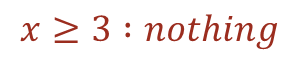 x ≥ 3 : nothing